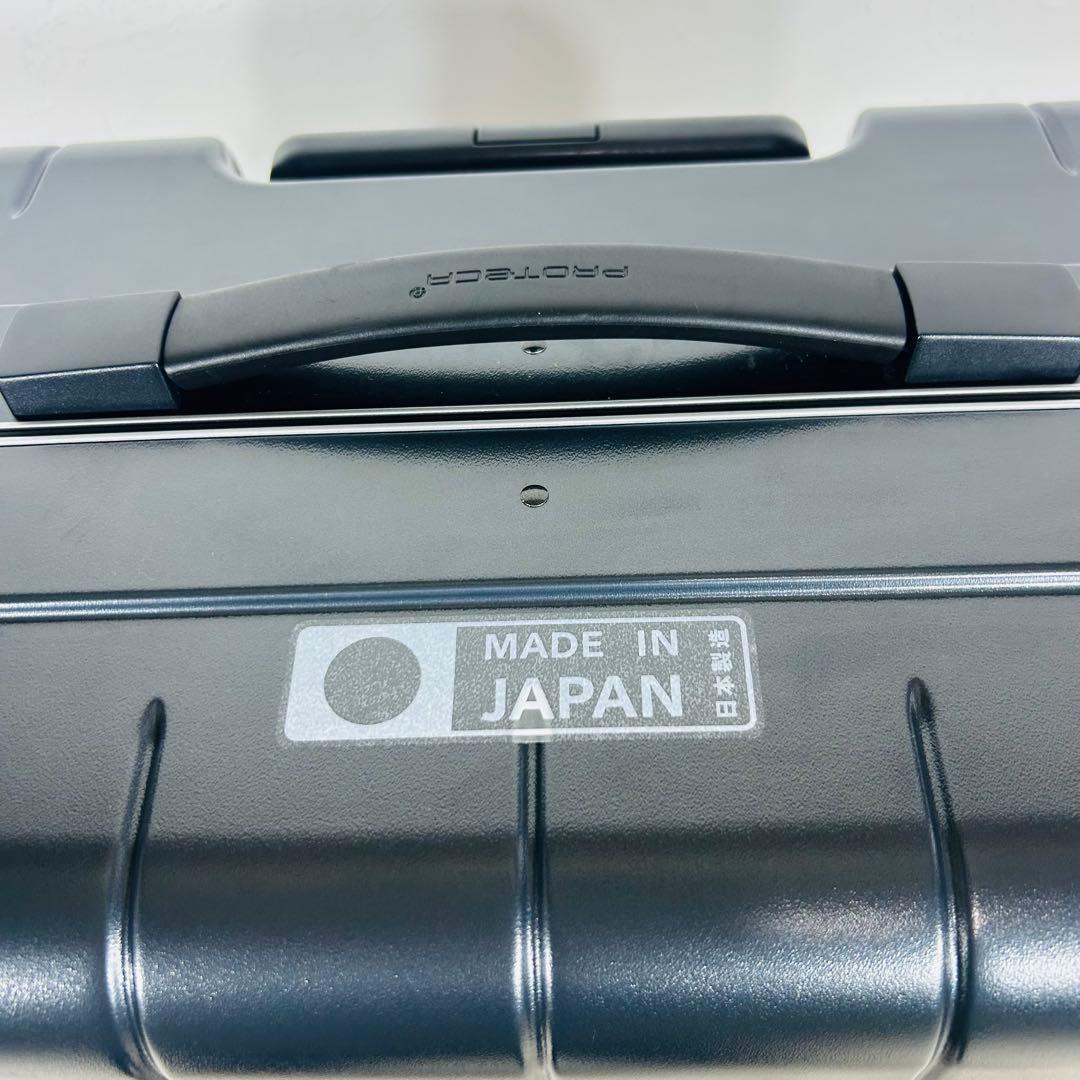 PROTECA®
MADE IN
JAPAN
日本製造